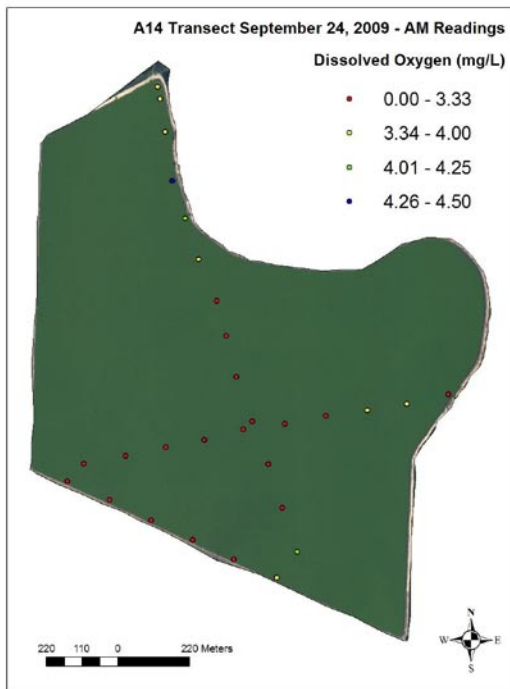 A14 Transect September 24, 2009 - AM Readings
Dissolved Oxygen (mg/L)
0.00 - 3.33
3.34 - 4.00
4.01 - 4.25
4.26 - 4.50
N
W E
S
220 110 0 220 Meters